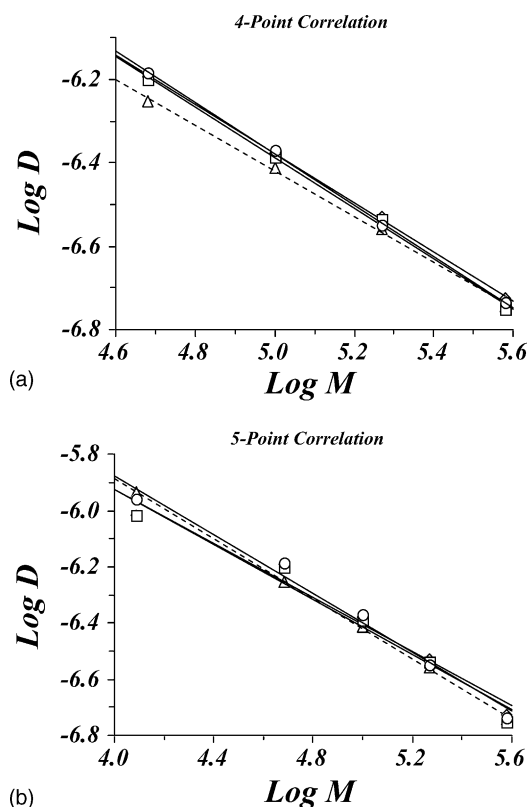 4-Point Correlation
-6.2
-6.4
-6.6
-6.8
Log D
4.6 4.8 5.0 5.2 5.4 5.6
(a) Log M
5-Point Correlation
-5.8
-6.0
-6.2
-6.4
-6.6
-6.8
Log D
4.0 4.4 4.8 5.2 5.6
(b) Log M